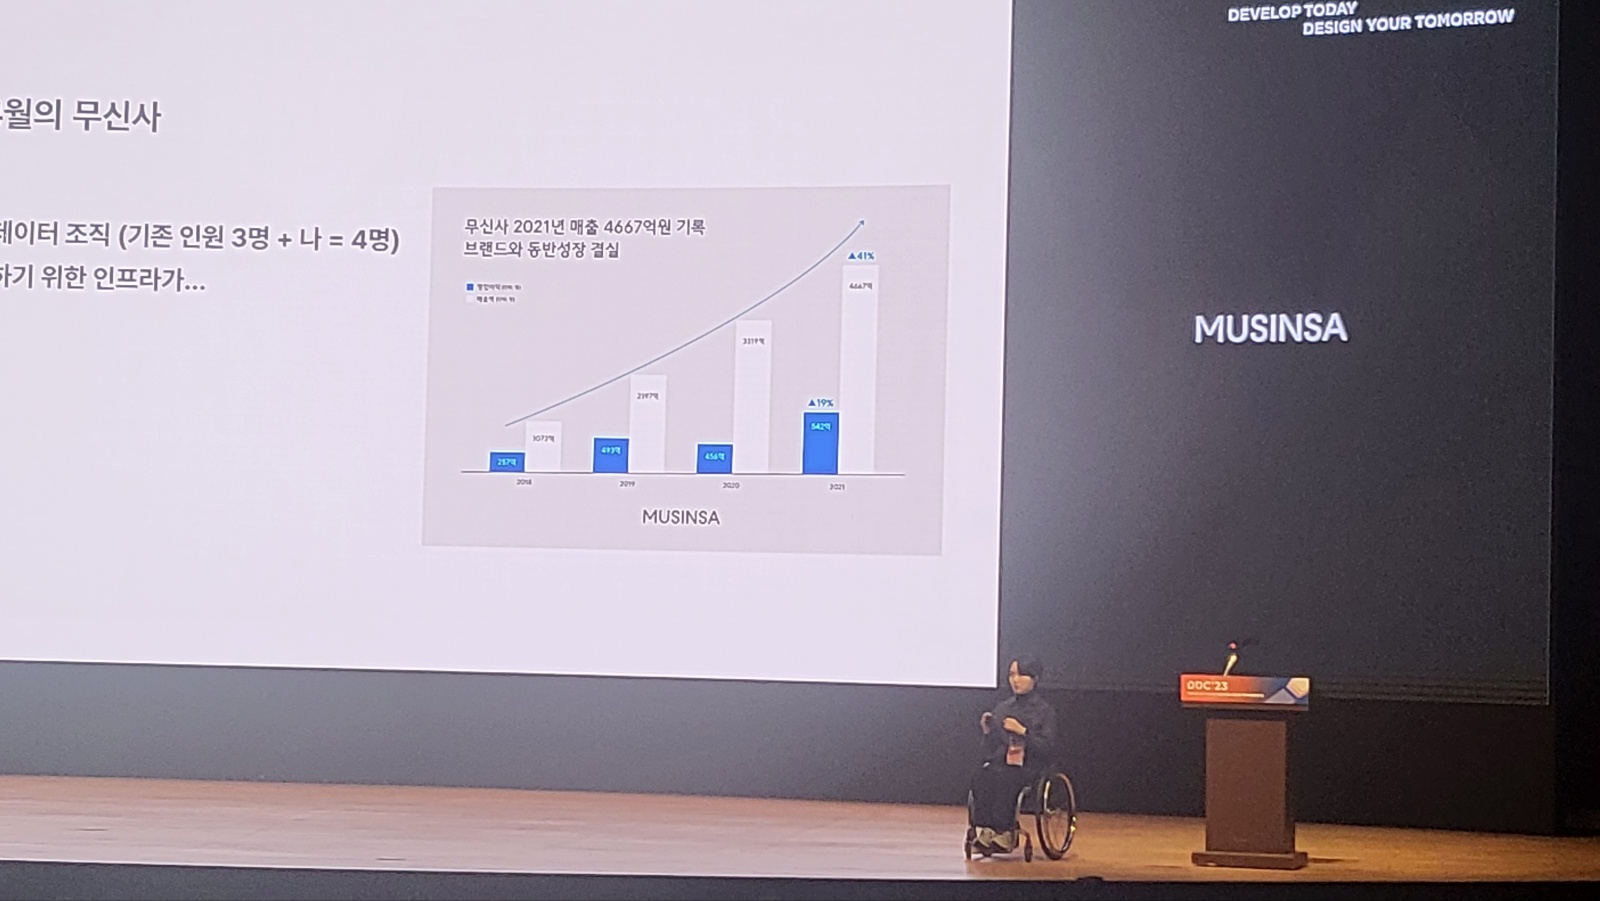 DEVELOP TODAY
DESIGN YOUR TOMORROW
월의 무신사
데이터 조직 (기존 인원 3명 + 나 = 4명)
하기 위한 인프라가...
무신사 2021년 매출 4667억원 기록
브랜드와 동반성장 결실
▲41%
4667억
3319억
2197억
▲19%
542억
1073억
493억
456억
257억
2018
2019
2020
2021
MUSINSA
MUSINSA
DDC'23